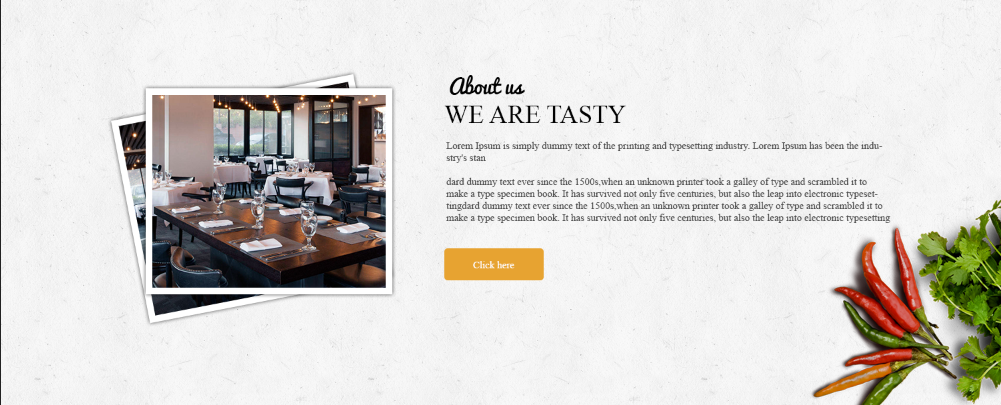 About us
WE ARE TASTY
Lorem Ipsum is simply dummy text of the printing and typesetting industry. Lorem Ipsum has been the indu-
stry's stan
dard dummy text ever since the 1500s,when an unknown printer took a galley of type and scrambled it to
make a type specimen book. It has survived not only five centuries, but also the leap into electronic typeset-
tingdard dummy text ever since the 1500s,when an unknown printer took a galley of type and scrambled it to
make a type specimen book. It has survived not only five centuries, but also the leap into electronic typesetting
Click here